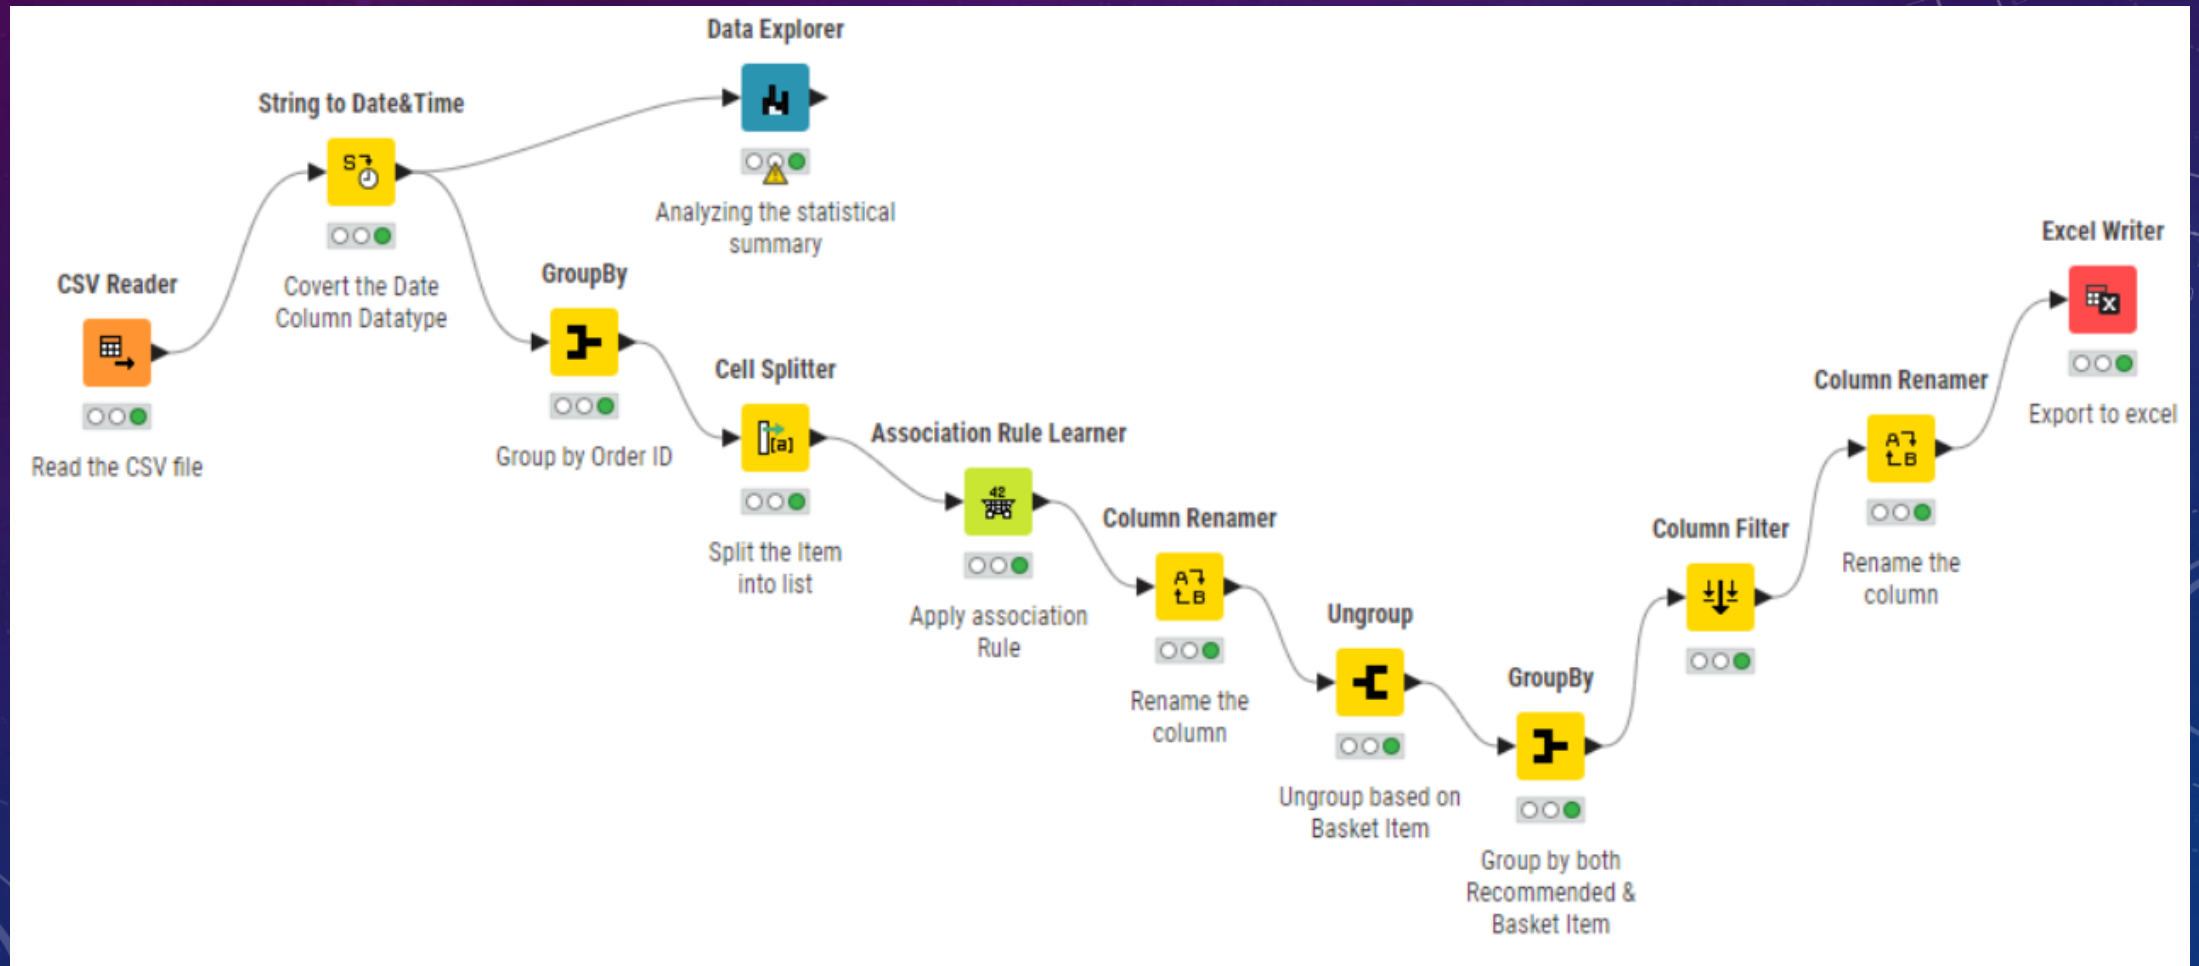 Data Explorer
Analyzing the statistical
summary
String to Date&Time
S
Covert the Date
Column Datatype
CSV Reader
Read the CSV file
GroupBy
Group by Order ID
Cell Splitter
[a]
Split the Item
into list
Association Rule Learner
42
Apply association
Rule
Column Renamer
A
B
Rename the
column
Ungroup
Ungroup based on
Basket Item
GroupBy
Group by both
Recommended &
Basket Item
Column Filter
Column Renamer
A
B
Rename the
column
Excel Writer
X
Export to excel